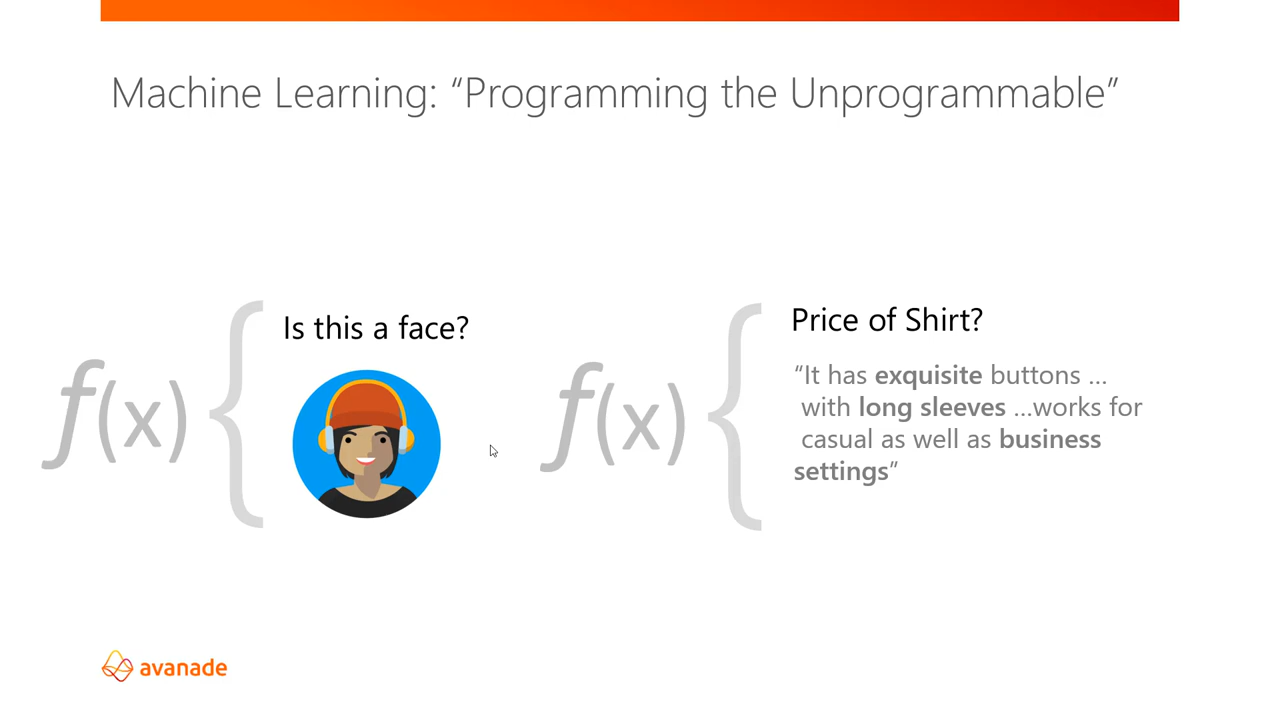 Machine Learning: “Programming the Unprogrammable”
f(x)
Is this a face?
f(x)
Price of Shirt?
“It has exquisite buttons ...
with long sleeves ...works for
casual as well as business
settings”
avanade